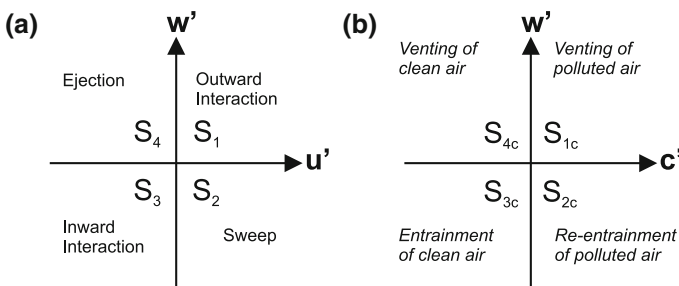 (a)
w'
Ejection
Outward
Interaction
S4
S1
u'
S3
S2
Inward
Interaction
Sweep
(b)
w'
Venting of
clean air
Venting of
polluted air
S4c
S1c
c'
S3c
S2c
Entrainment
of clean air
Re-entrainment
of polluted air